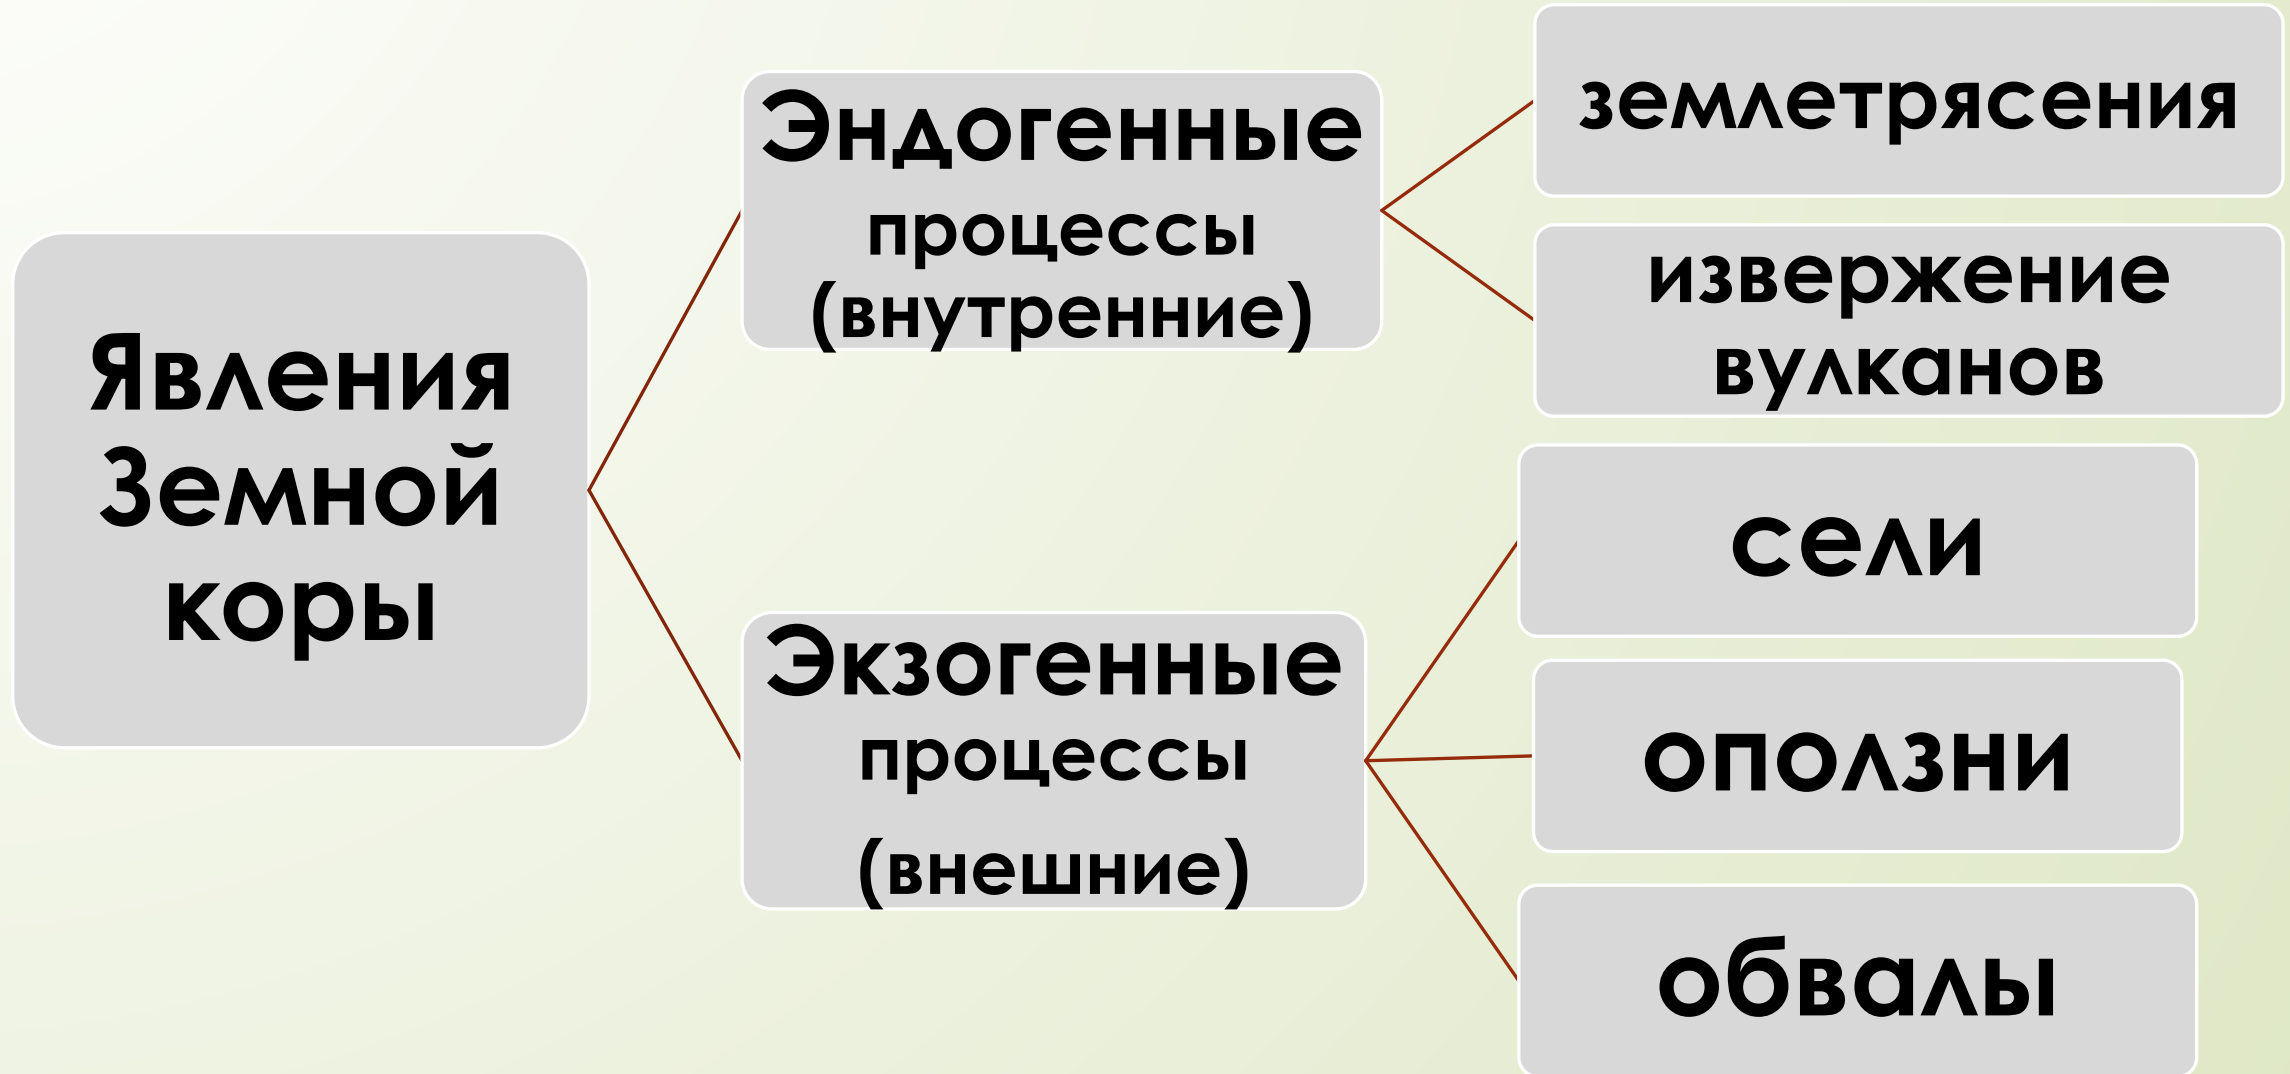 Явления
Земной
коры
Эндогенные
процессы
(внутренние)
землетрясения
извержение
вулканов
Экзогенные
процессы
(внешние)
сели
оползни
обвалы